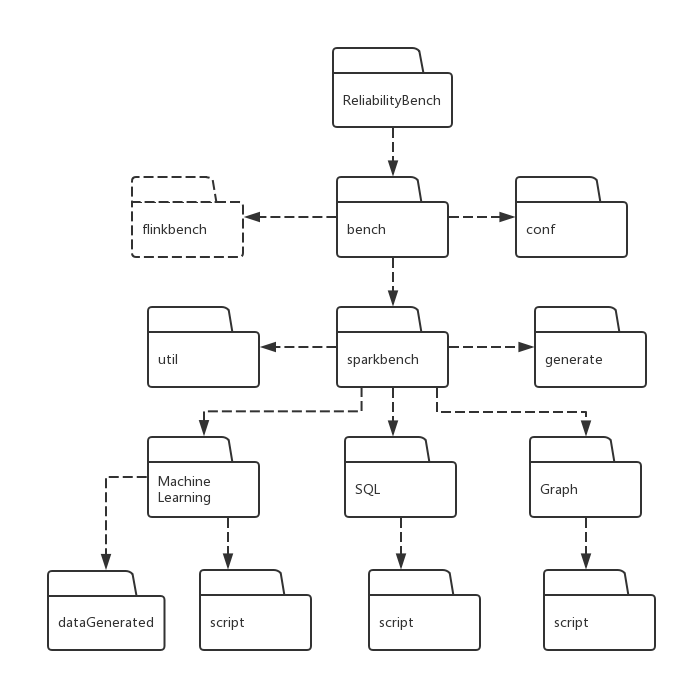 ReliabilityBench
flinkbench
bench
conf
util
sparkbench
generate
Machine
Learning
SQL
Graph
dataGenerated
script
script
script